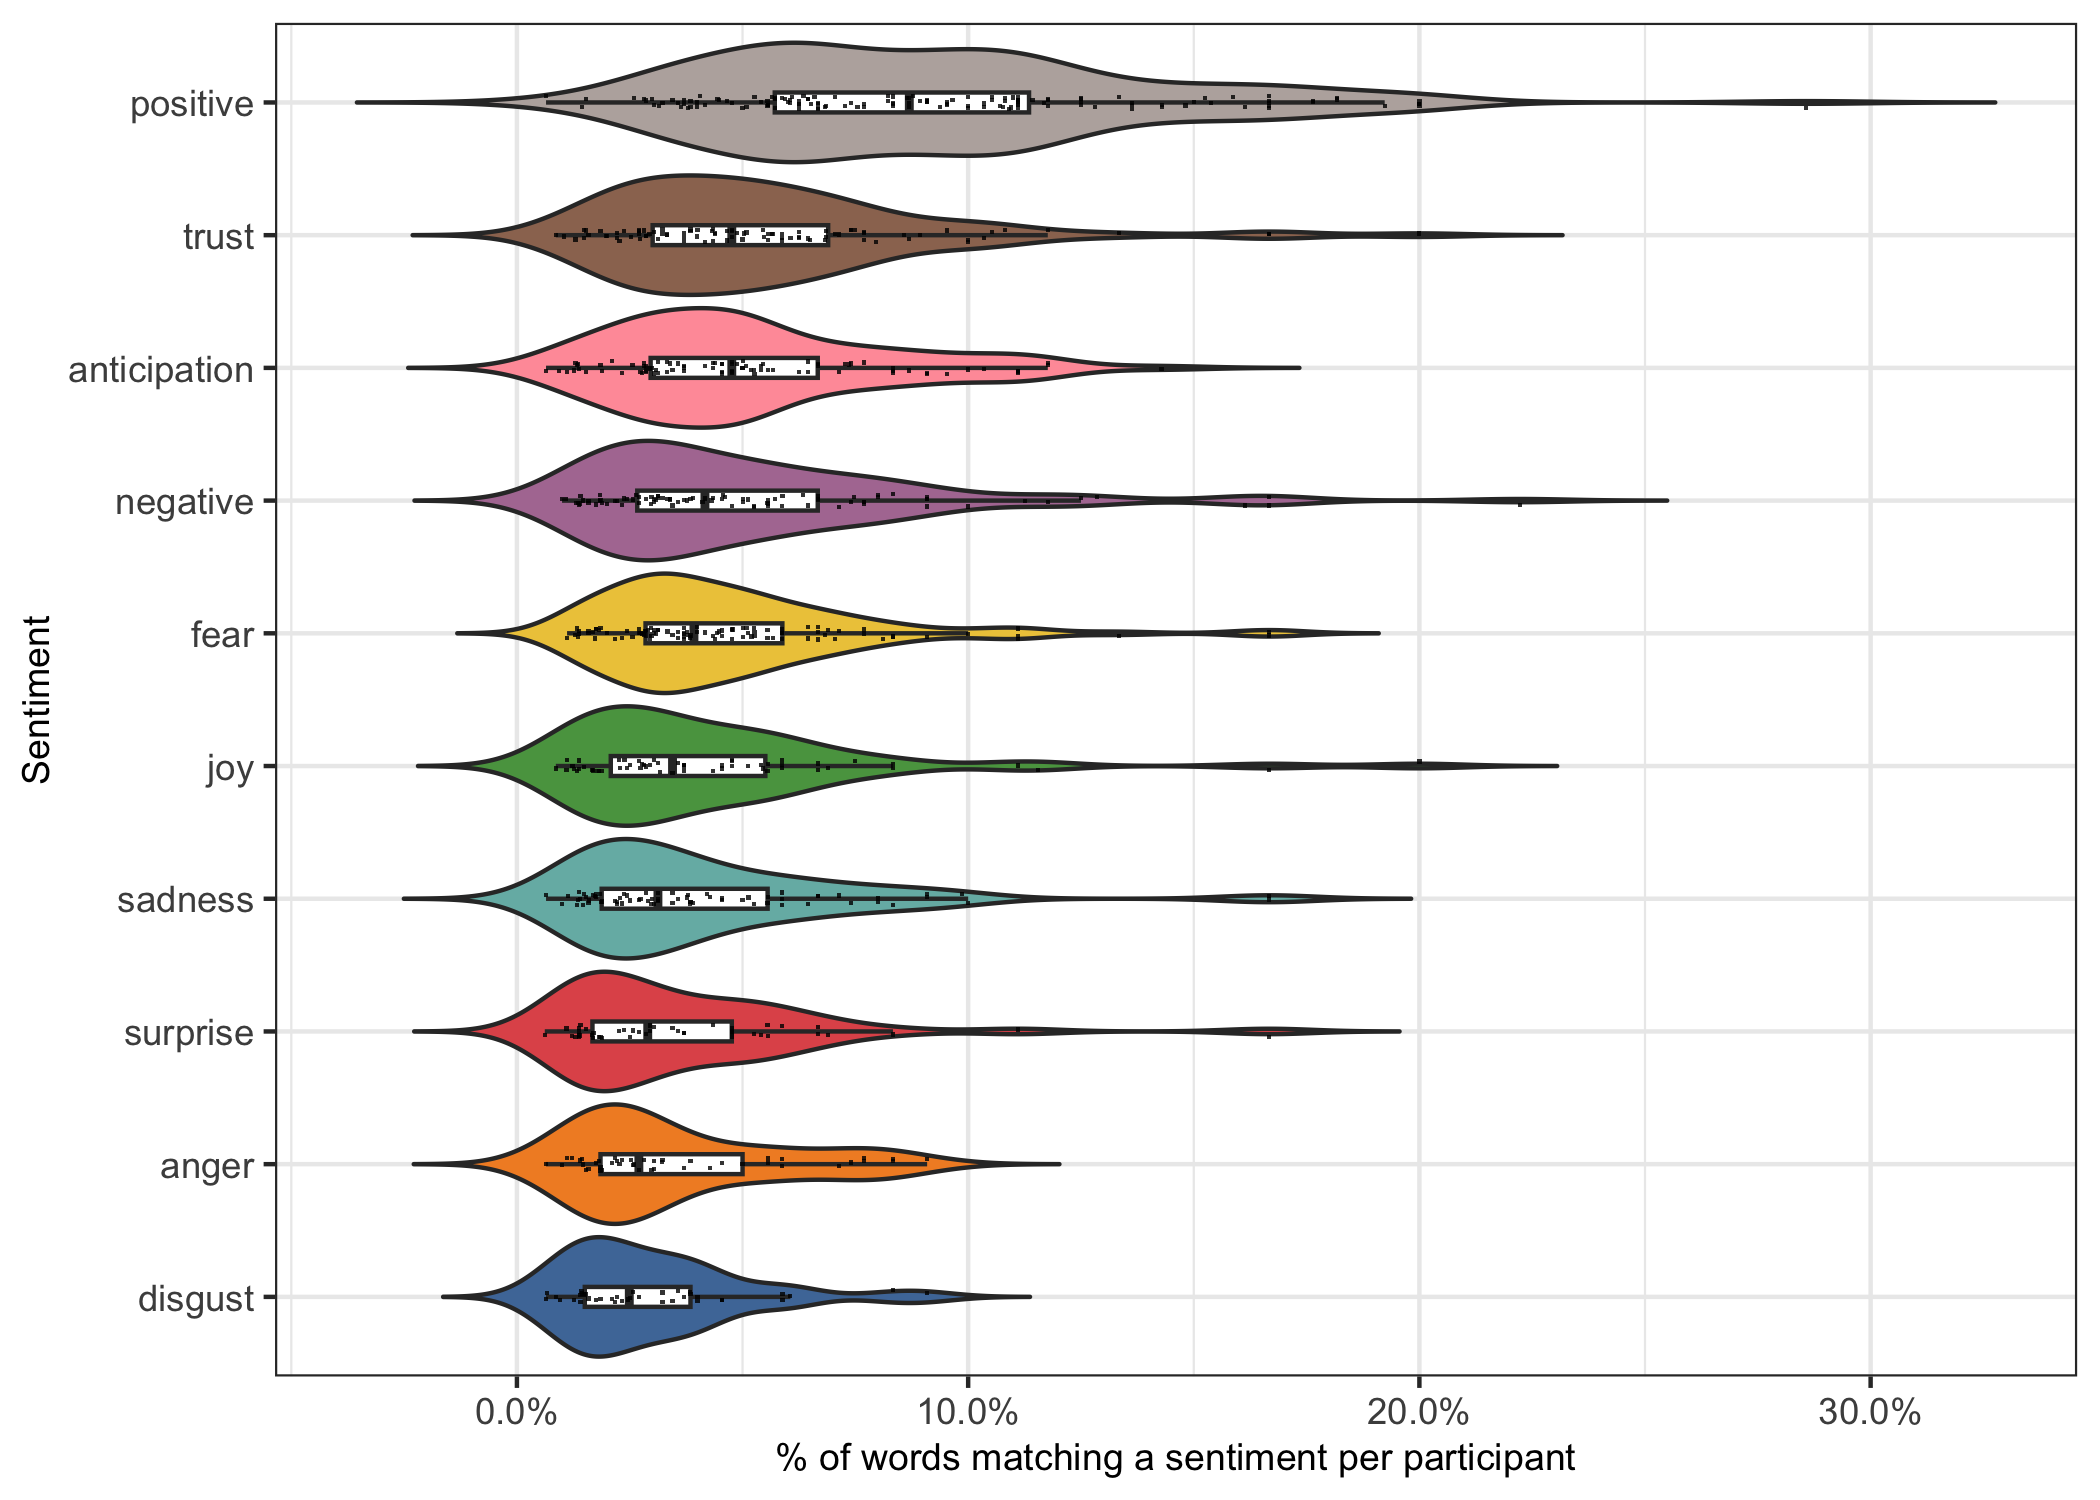 positive
trust
anticipation
negative
fear
joy
sadness
surprise
anger
disgust
Sentiment
0.0%
10.0%
20.0%
30.0%
% of words matching a sentiment per participant